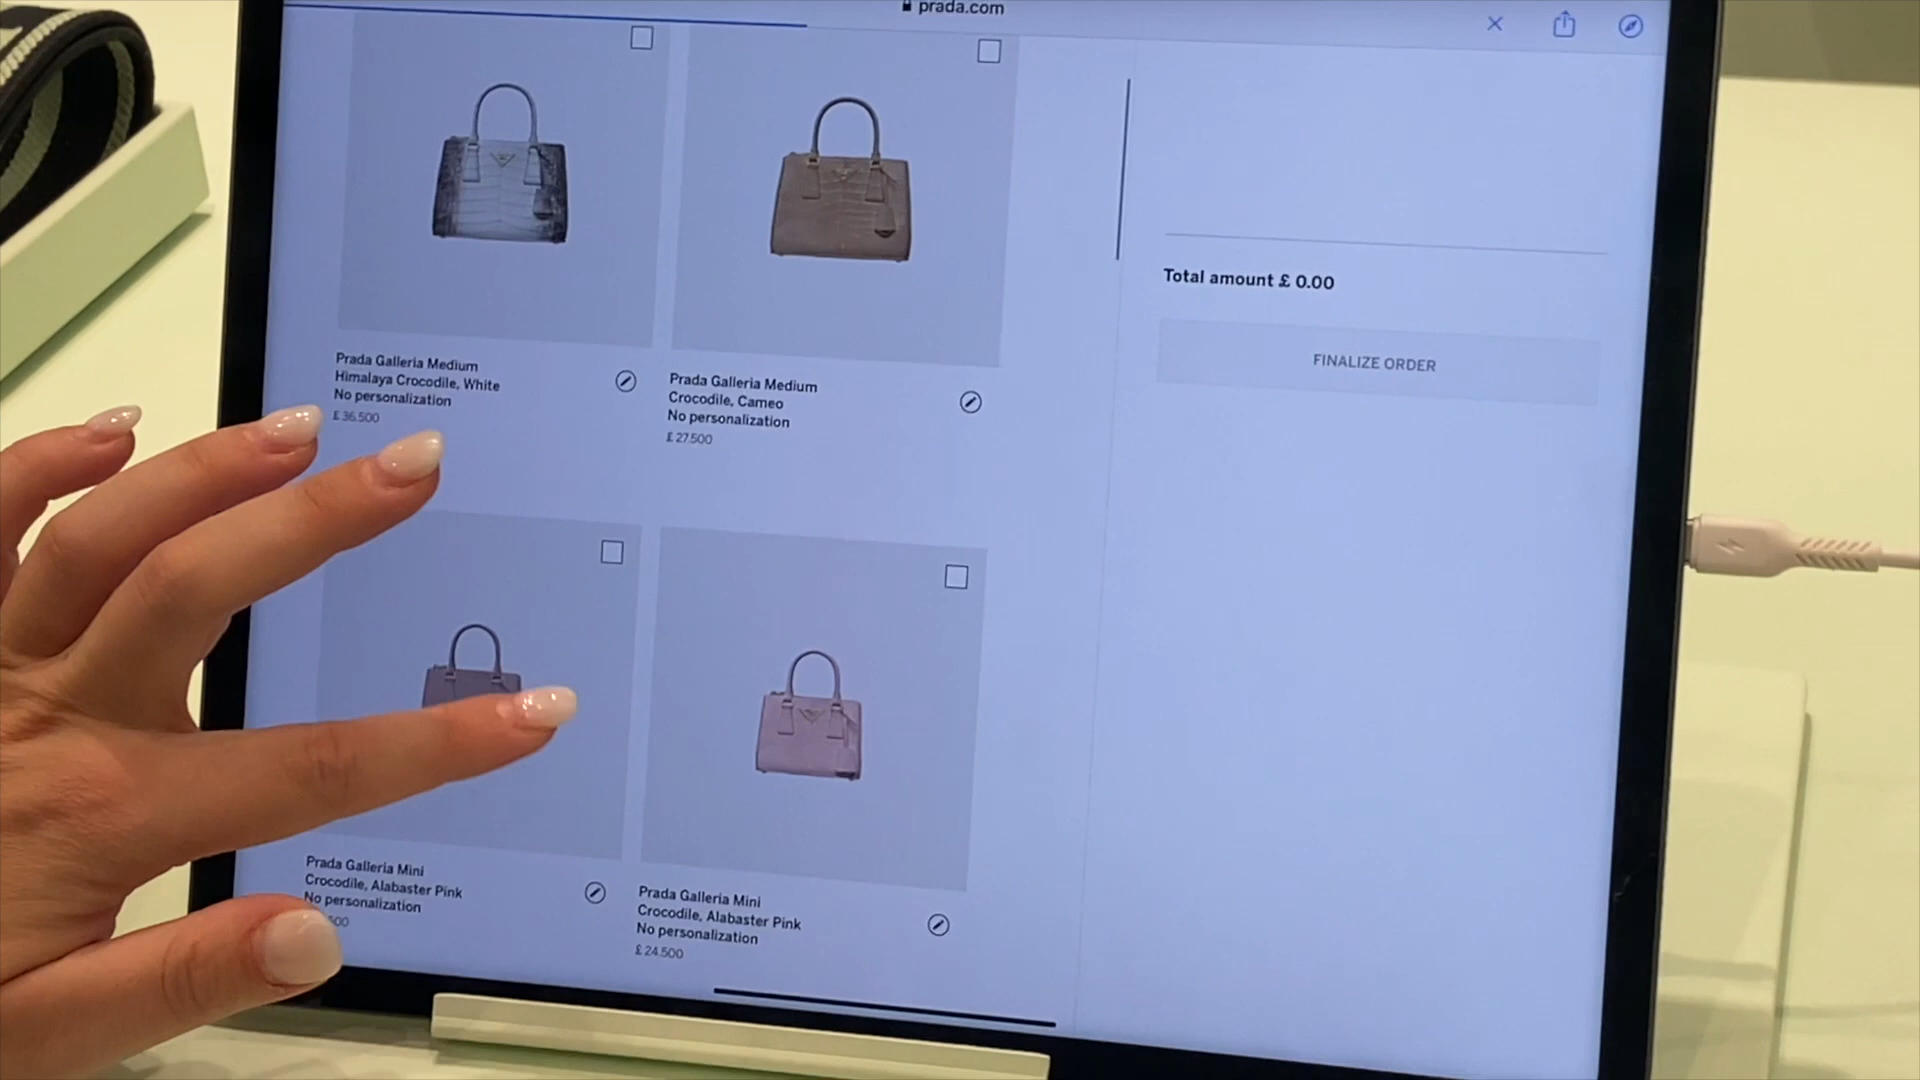 prada.com
Prada Galleria Medium
Himalaya Crocodile, White
No personalization
£ 36.500
Prada Galleria Medium
Crocodile, Cameo
No personalization
£ 27.500
Total amount £ 0.00
FINALIZE ORDER
Prada Galleria Mini
Crocodile, Alabaster Pink
No personalization
Prada Galleria Mini
Crocodile, Alabaster Pink
No personalization
£ 24.500